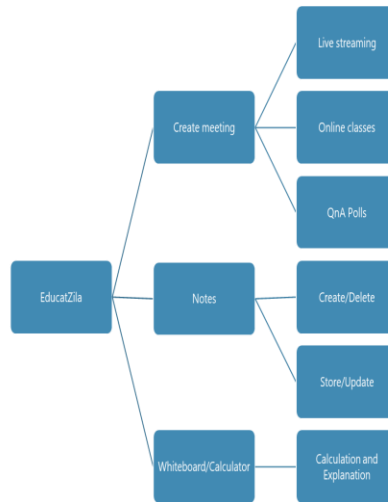 Live streaming
Create meeting
Online classes
QnA Polls
EducatZila
Notes
Create/Delete
Store/Update
Whiteboard/Calculator
Calculation and
Explanation